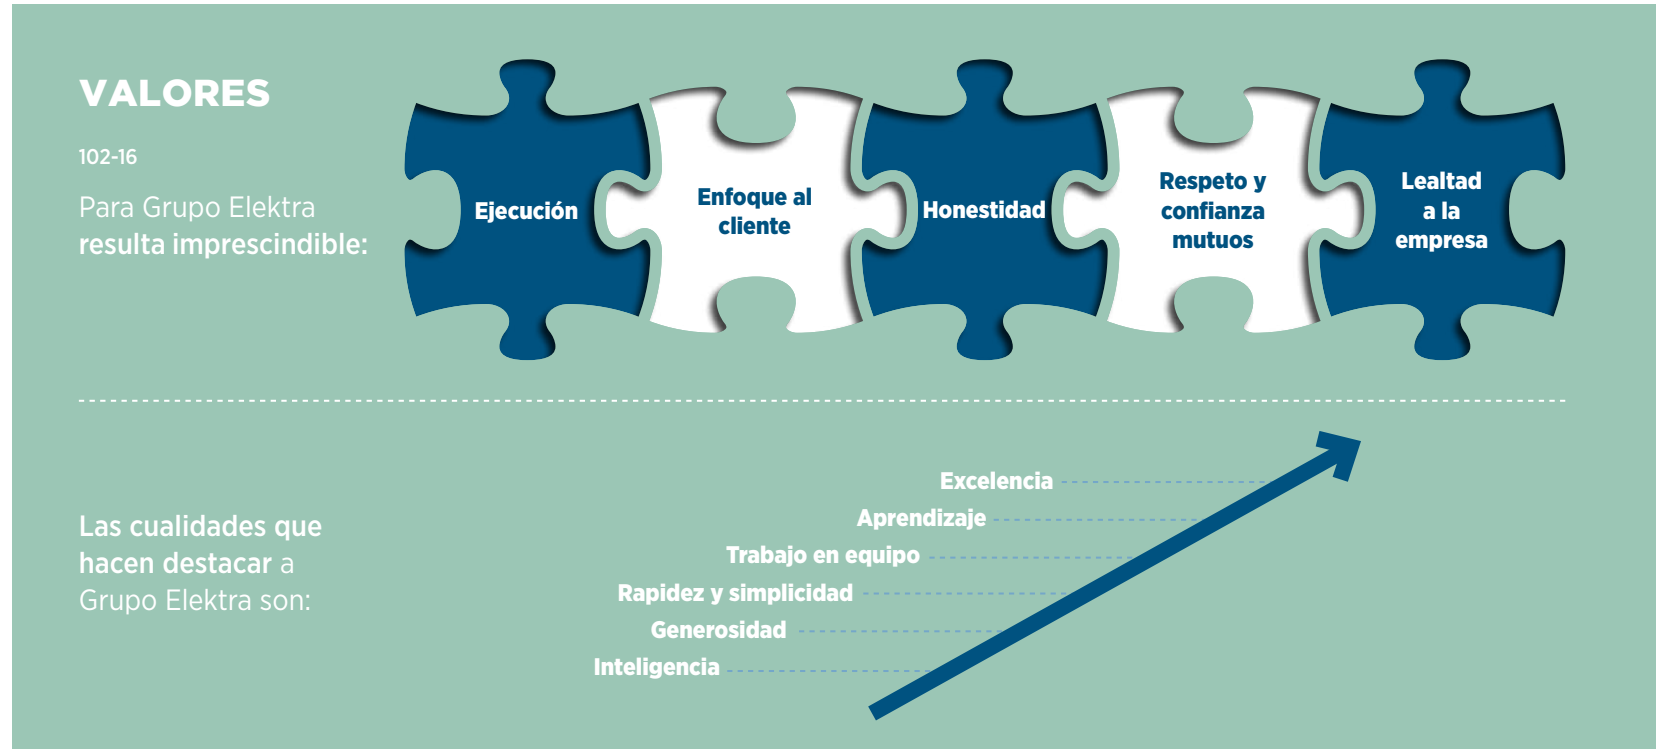 VALORES
102-16
Para Grupo Elektra
resulta imprescindible:
Ejecución
Enfoque al
cliente
Honestidad
Respeto y
confianza
mutuos
Lealtad
a la
empresa
Las cualidades que
hacen destacar a
Grupo Elektra son:
Excelencia
Aprendizaje
Trabajo en equipo
Rapidez y simplicidad
Generosidad
Inteligencia